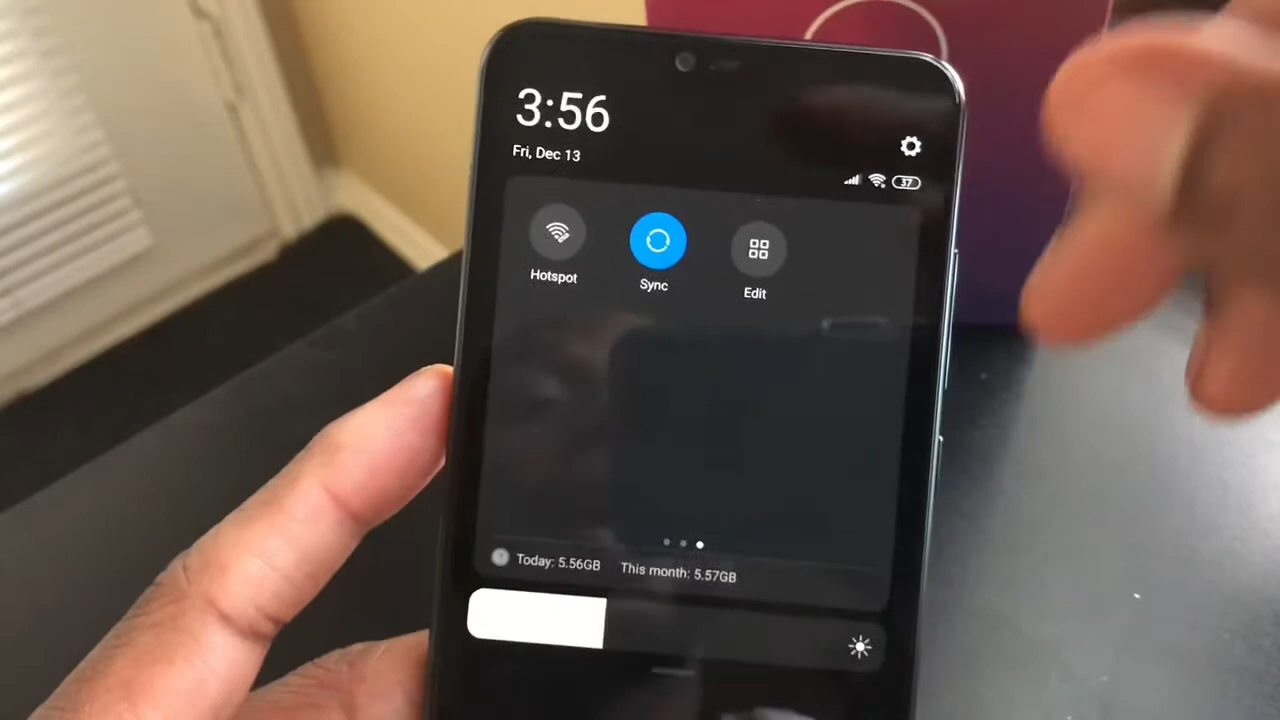 3:56
Fri, Dec 13
37
Hotspot
Sync
Edit
Today: 5.56GB This month: 5.57GB